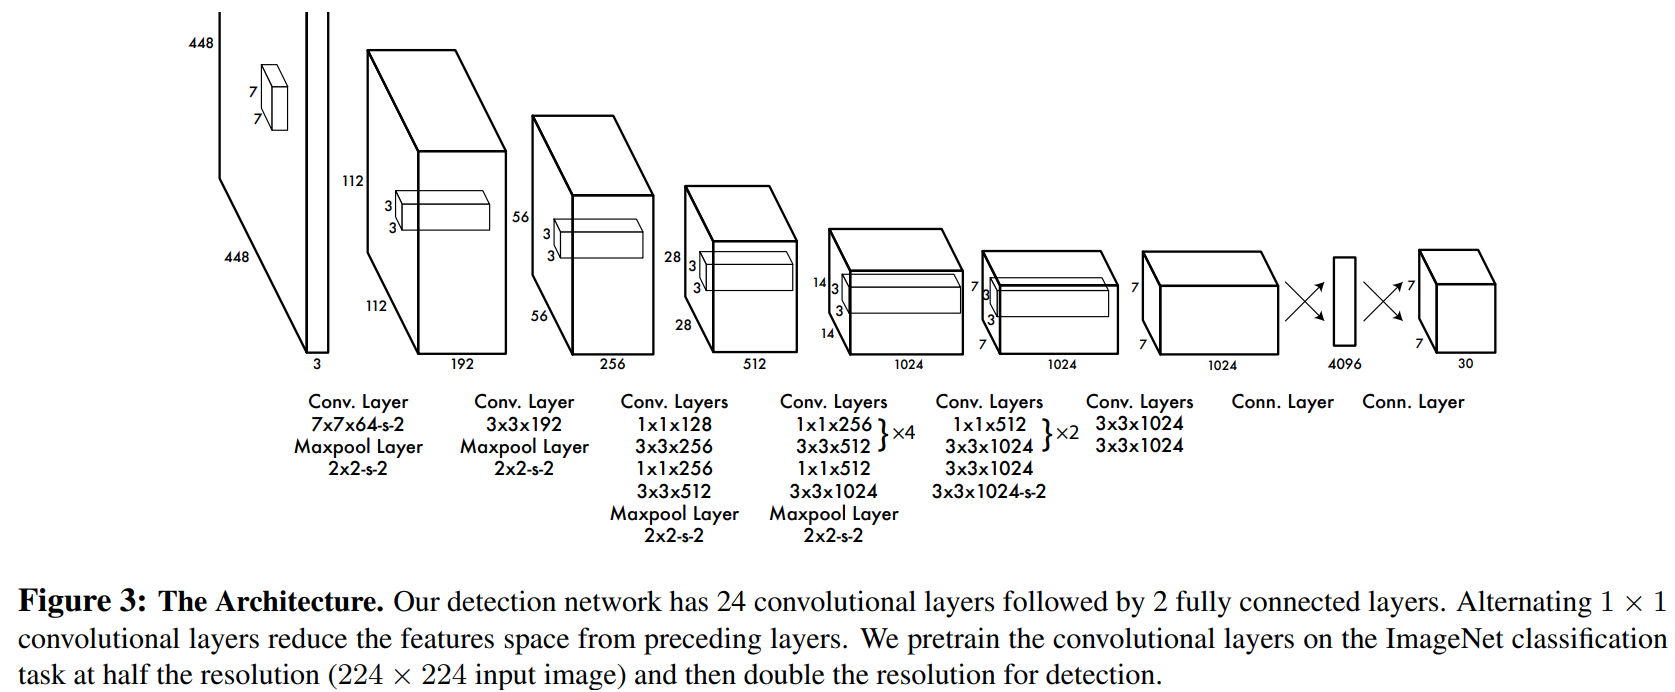 448
7
7
448
3
112
3
3
112
192
56
3
3
56
256
28
3
3
28
512
14
3
3
14
1024
7
3
3
7
1024
7
7
1024
4096
7
7
30
Conv. Layer
7x7x64-s-2
Maxpool Layer
2x2-s-2
Conv. Layer
3x3x192
Maxpool Layer
2x2-s-2
Conv. Layers
1x1x128
3x3x256
1x1x256
3x3x512
Maxpool Layer
2x2-s-2
Conv. Layers
1x1x256
3x3x512
} ×4
1x1x512
3x3x1024
Maxpool Layer
2x2-s-2
Conv. Layers
1x1x512
3x3x1024
} ×2
3x3x1024
3x3x1024-s-2
Conv. Layers
3x3x1024
3x3x1024
Conn. Layer
Conn. Layer
Figure 3: The Architecture. Our detection network has 24 convolutional layers followed by 2 fully connected layers. Alternating 1 × 1
convolutional layers reduce the features space from preceding layers. We pretrain the convolutional layers on the ImageNet classification
task at half the resolution (224 × 224 input image) and then double the resolution for detection.